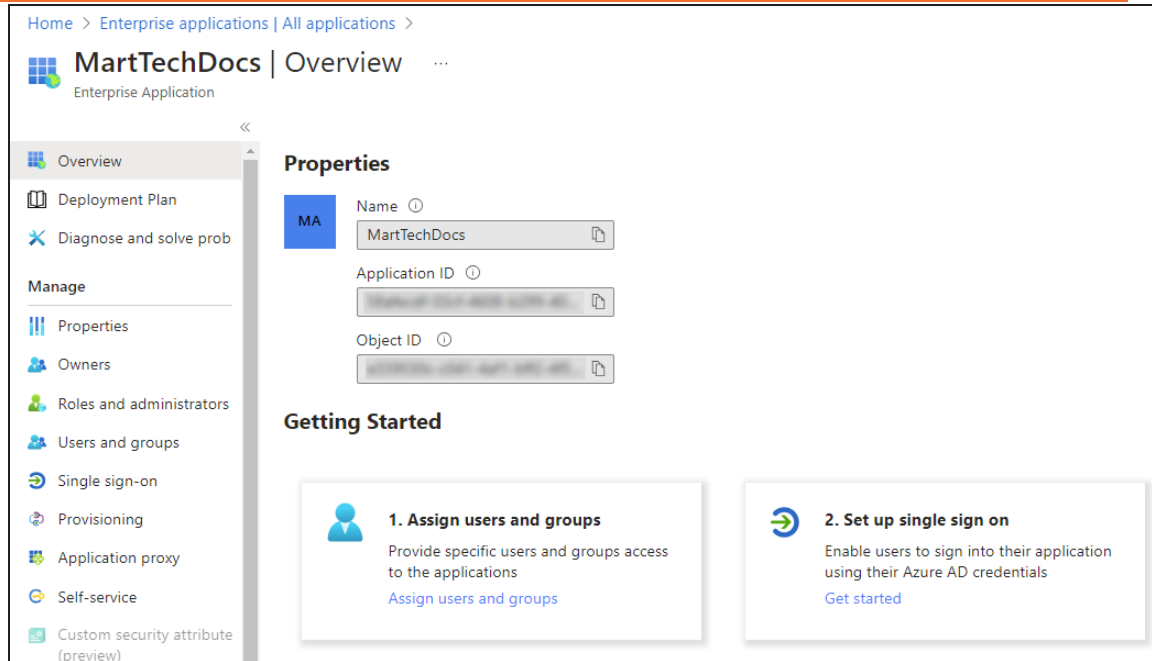 Home > Enterprise applications | All applications >
MartTechDocs | Overview ...
Enterprise Application
«
Overview
Deployment Plan
Diagnose and solve prob
Manage
Properties
Owners
Roles and administrators
Users and groups
Single sign-on
Provisioning
Application proxy
Self-service
Custom security attribute
(preview)
Properties
MA
Name
MartTechDocs
Application ID
Object ID
Getting Started
1. Assign users and groups
Provide specific users and groups access
to the applications
Assign users and groups
2. Set up single sign on
Enable users to sign into their application
using their Azure AD credentials
Get started